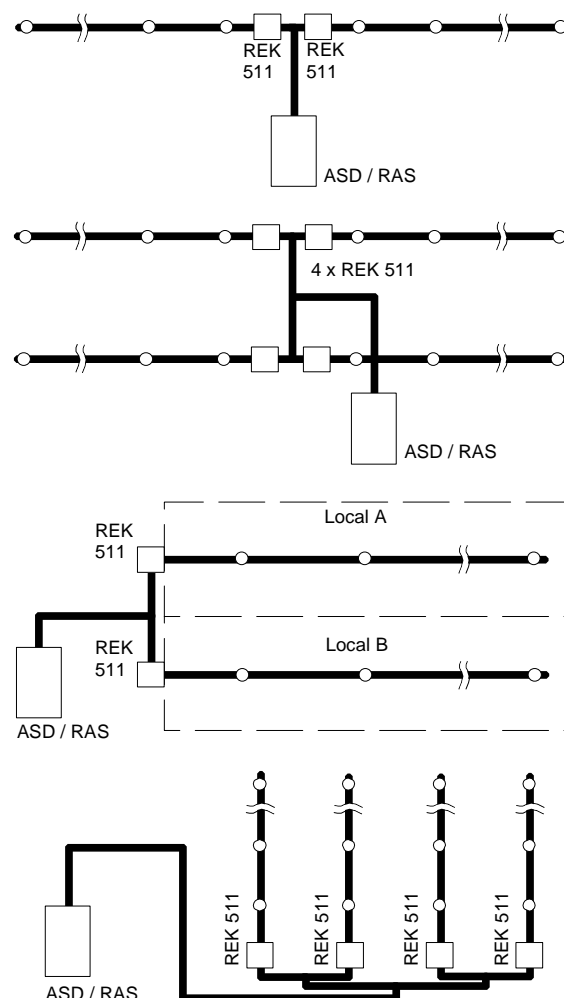 REK
511
REK
511
ASD / RAS
4 x REK 511
ASD / RAS
Local A
REK
511
Local B
REK
511
ASD / RAS
REK 511
REK 511
REK 511
REK 511
ASD / RAS